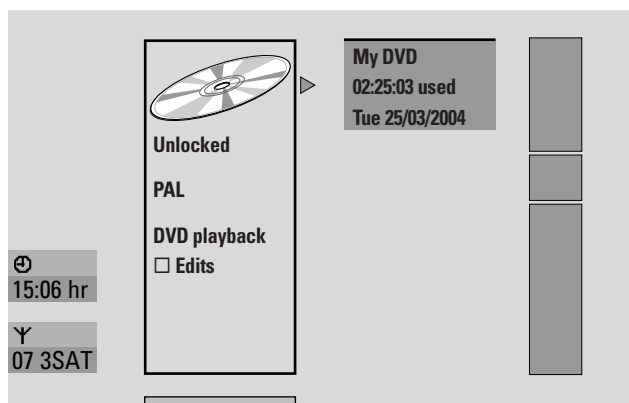 My DVD
02:25:03 used
Tue 25/03/2004
Unlocked
PAL
DVD playback
☐ Edits
15:06 hr
07 3SAT